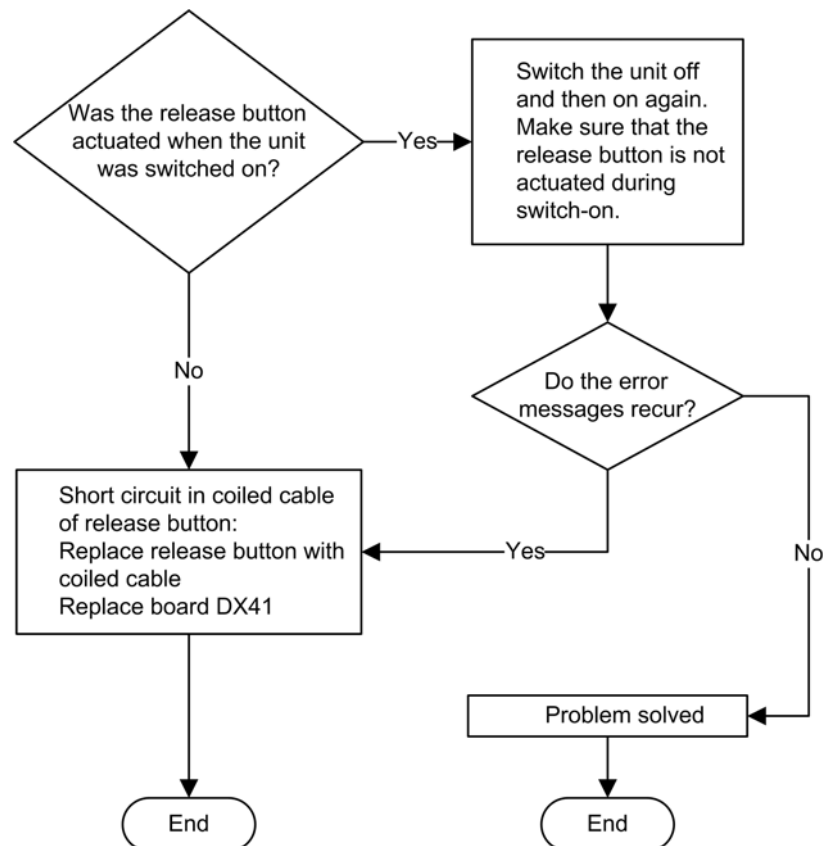 Was the release button
actuated when the unit
was switched on?
Yes
Switch the unit off
and then on again.
Make sure that the
release button is not
actuated during
switch-on.
No
Do the error
messages recur?
Short circuit in coiled cable
of release button:
Replace release button with
coiled cable
Replace board DX41
Yes
No
Problem solved
End
End